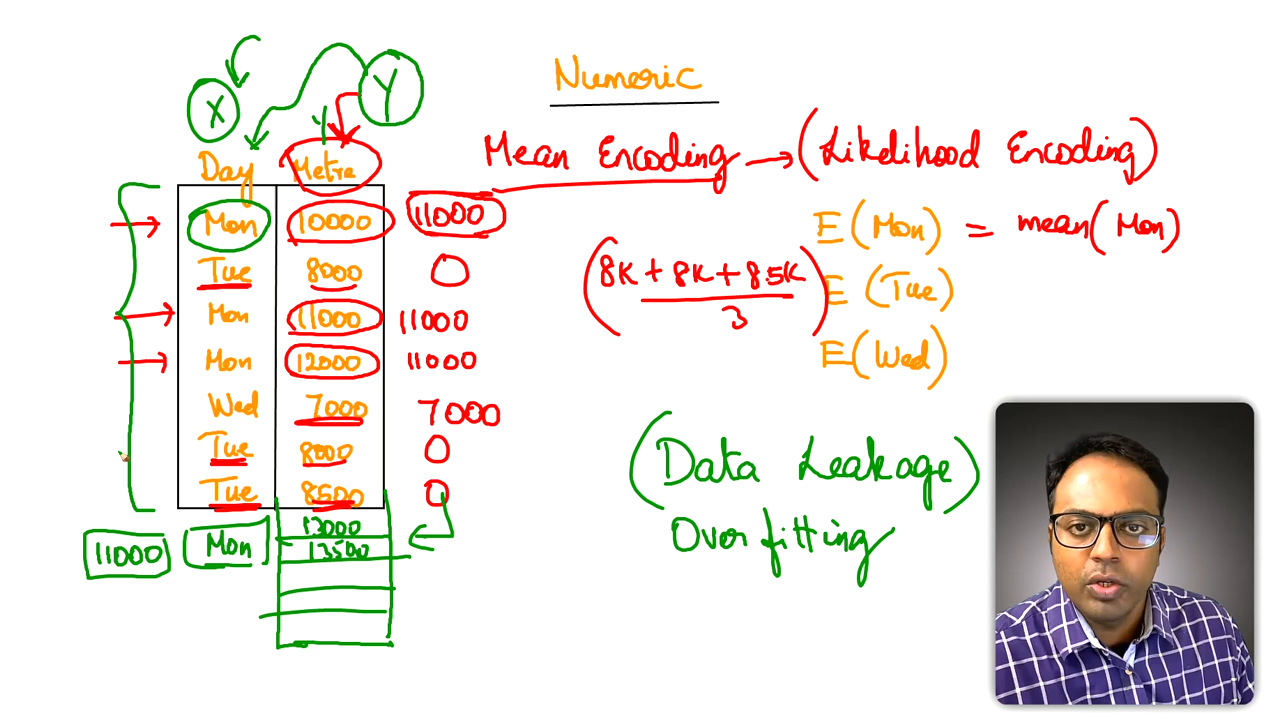 Numeric
X
Y
Y
Mean Encoding → (Likelihood Encoding)
Day Metro
Mon 10000 11000
E(Mon) = mean(Mon)
Tue 8000 0
(8K + 8K + 8.5K / 3)
E (Tue)
Mon 11000 11000
Mon 12000 11000
E(Wed)
Wed 7000 7000
Tue 8000 0
(Data Leakage)
Tue 8500 0
13000
11000 Mon 13500
Overfitting